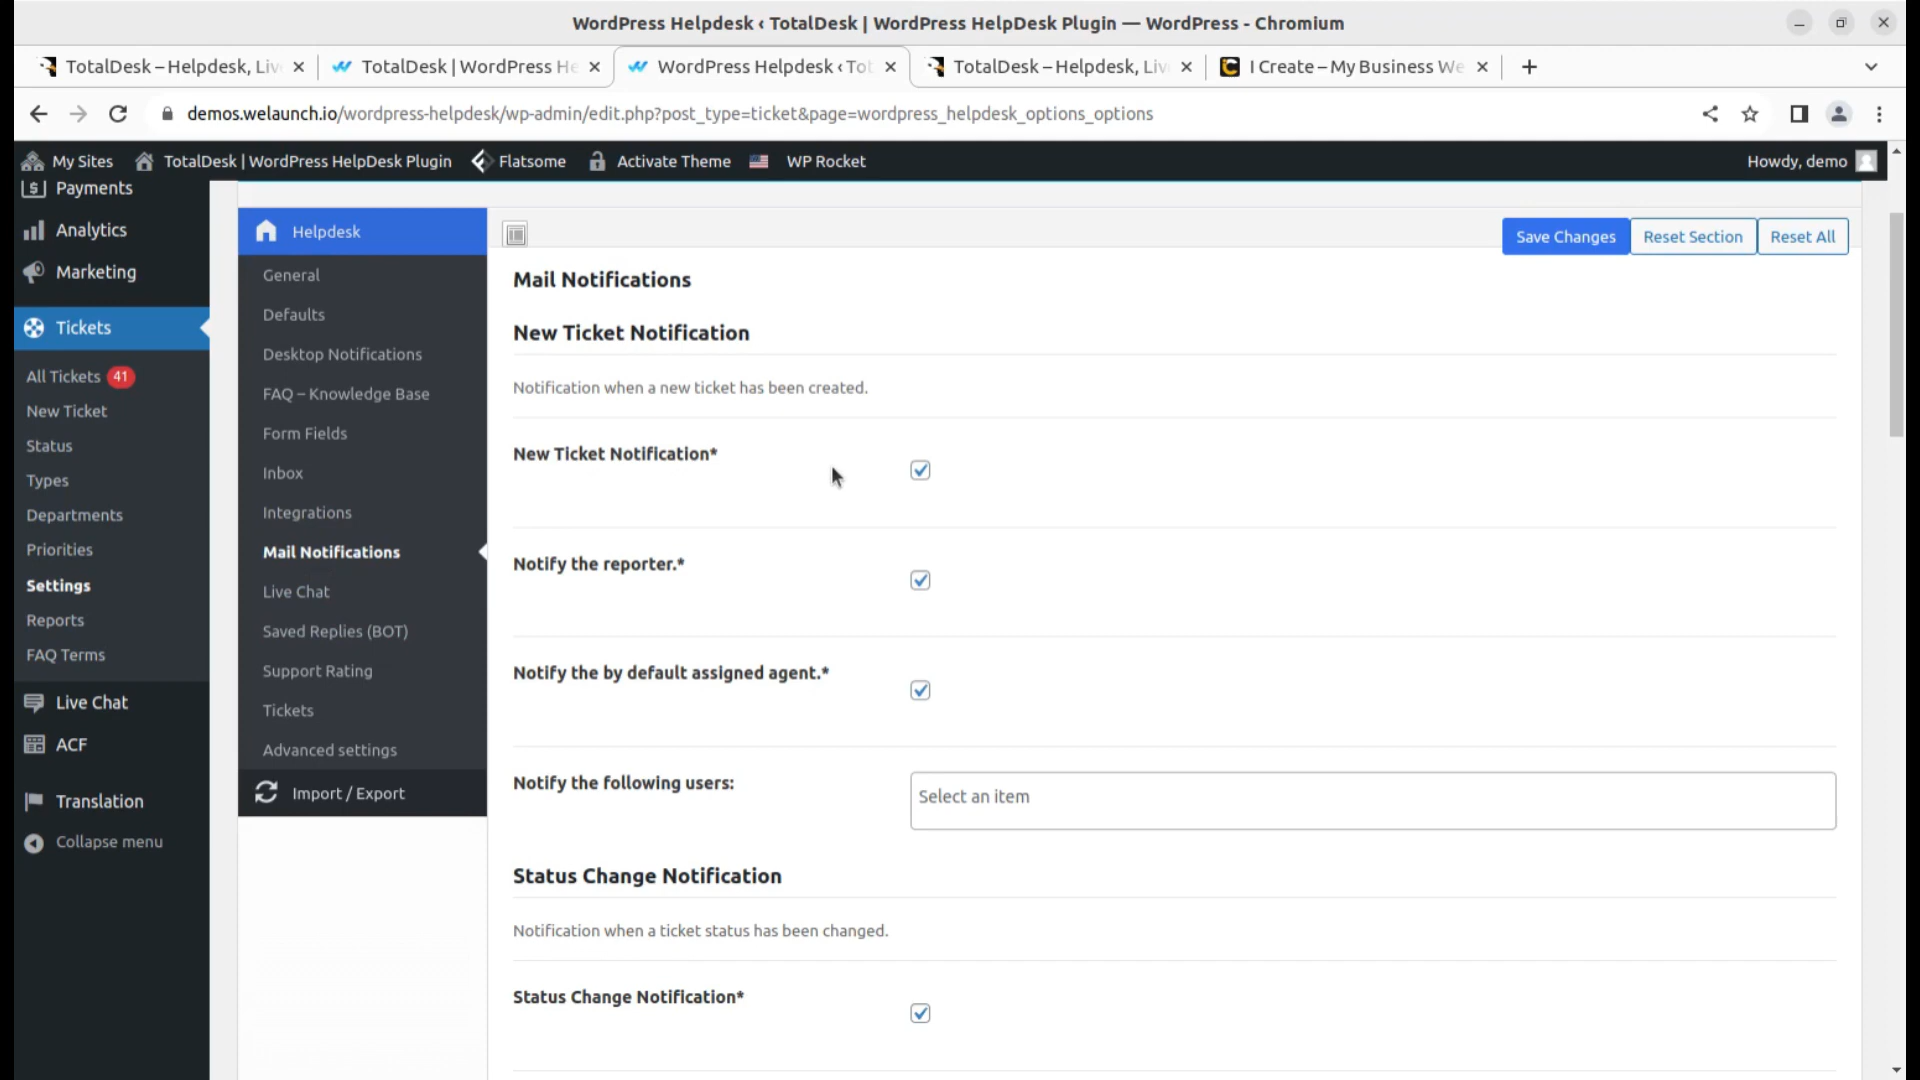 WordPress Helpdesk ‹ TotalDesk | WordPress HelpDesk Plugin — WordPress - Chromium
TotalDesk – Helpdesk, Liv
TotalDesk | WordPress He
WordPress Helpdesk ‹ Tot
TotalDesk – Helpdesk, Liv
I Create – My Business We
demos.welaunch.io/wordpress-helpdesk/wp-admin/edit.php?post_type=ticket&page=wordpress_helpdesk_options_options
My Sites
TotalDesk | WordPress HelpDesk Plugin
Flatsome
Activate Theme
WP Rocket
Howdy, demo
Payments
Analytics
Marketing
Tickets
All Tickets 41
New Ticket
Status
Types
Departments
Priorities
Settings
Reports
FAQ Terms
Live Chat
ACF
Translation
Collapse menu
Helpdesk
General
Defaults
Desktop Notifications
FAQ – Knowledge Base
Form Fields
Inbox
Integrations
Mail Notifications
Live Chat
Saved Replies (BOT)
Support Rating
Tickets
Advanced settings
Import / Export
Save Changes
Reset Section
Reset All
Mail Notifications
New Ticket Notification
Notification when a new ticket has been created.
New Ticket Notification*
Notify the reporter.*
Notify the by default assigned agent.*
Notify the following users:
Select an item
Status Change Notification
Notification when a ticket status has been changed.
Status Change Notification*